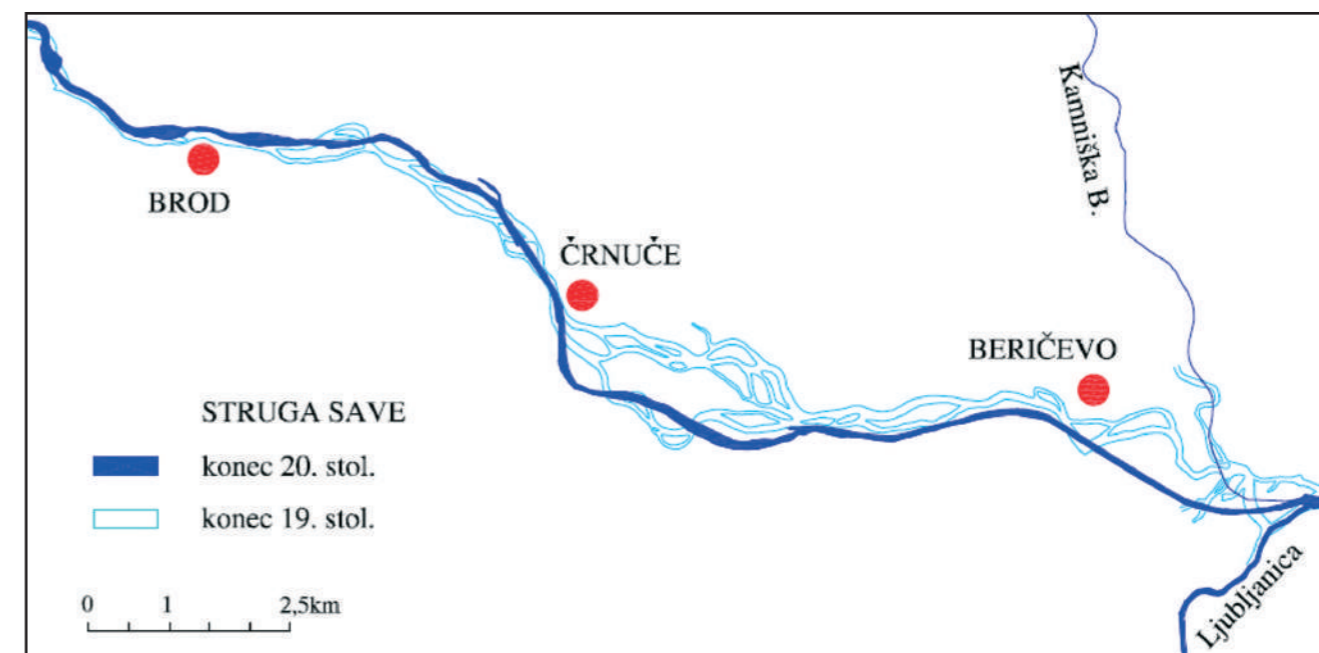 Kamniška B.
BROD
ČRNUČE
BERIČEVO
STRUGA SAVE
konec 20. stol.
konec 19. stol.
0 1 2,5km
Ljubljanica